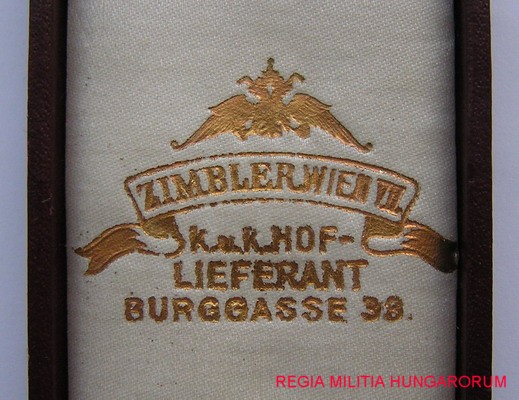 ZIMBLER, WIEN VII.
K.u.K. HOF-
LIEFERANT
BURGGASSE 38.
REGIA MILITIA HUNGARORUM